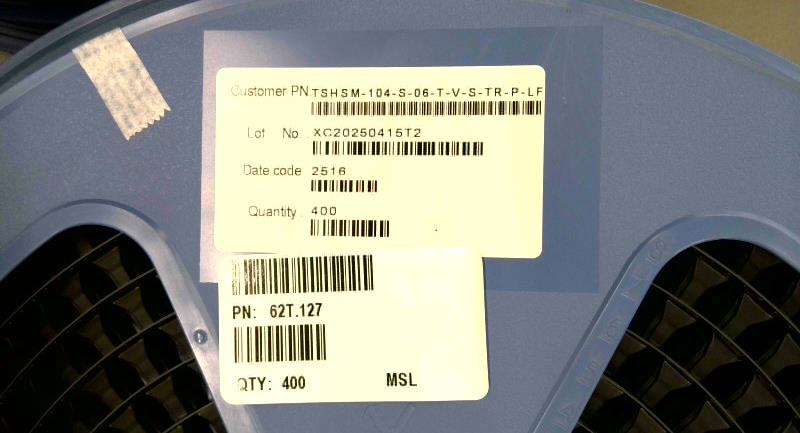 Customer PN TSHSM-104-S-06-T-V-S-TR-P-LF
Lot No. XC20250415T2
Date code 2516
Quantity. 400
PN: 62T.127
QTY: 400 MSL